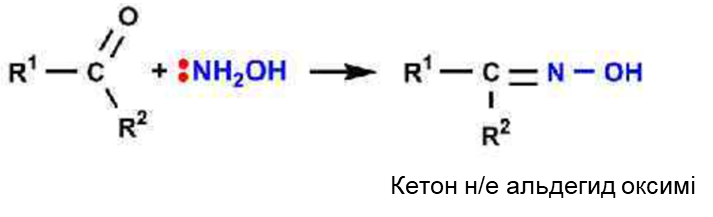 O
R¹ — C + :NH₂OH → R¹ — C = N — OH
R² R²
Кетон н/е альдегид оксимі